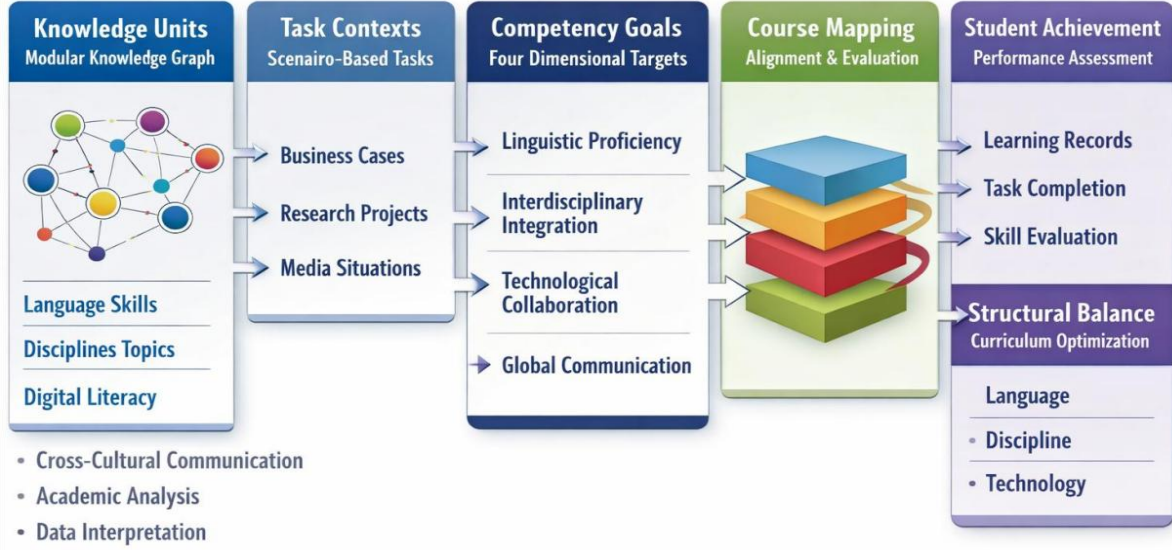 Knowledge Units
Modular Knowledge Graph
Language Skills
Disciplines Topics
Digital Literacy
• Cross-Cultural Communication
• Academic Analysis
• Data Interpretation
Task Contexts
Scenairo-Based Tasks
Business Cases
Research Projects
Media Situations
Competency Goals
Four Dimensional Targets
Linguistic Proficiency
Interdisciplinary
Integration
Technological
Collaboration
Global Communication
Course Mapping
Alignment & Evaluation
Student Achievement
Performance Assessment
Learning Records
Task Completion
Skill Evaluation
Structural Balance
Curriculum Optimization
Language
• Discipline
• Technology